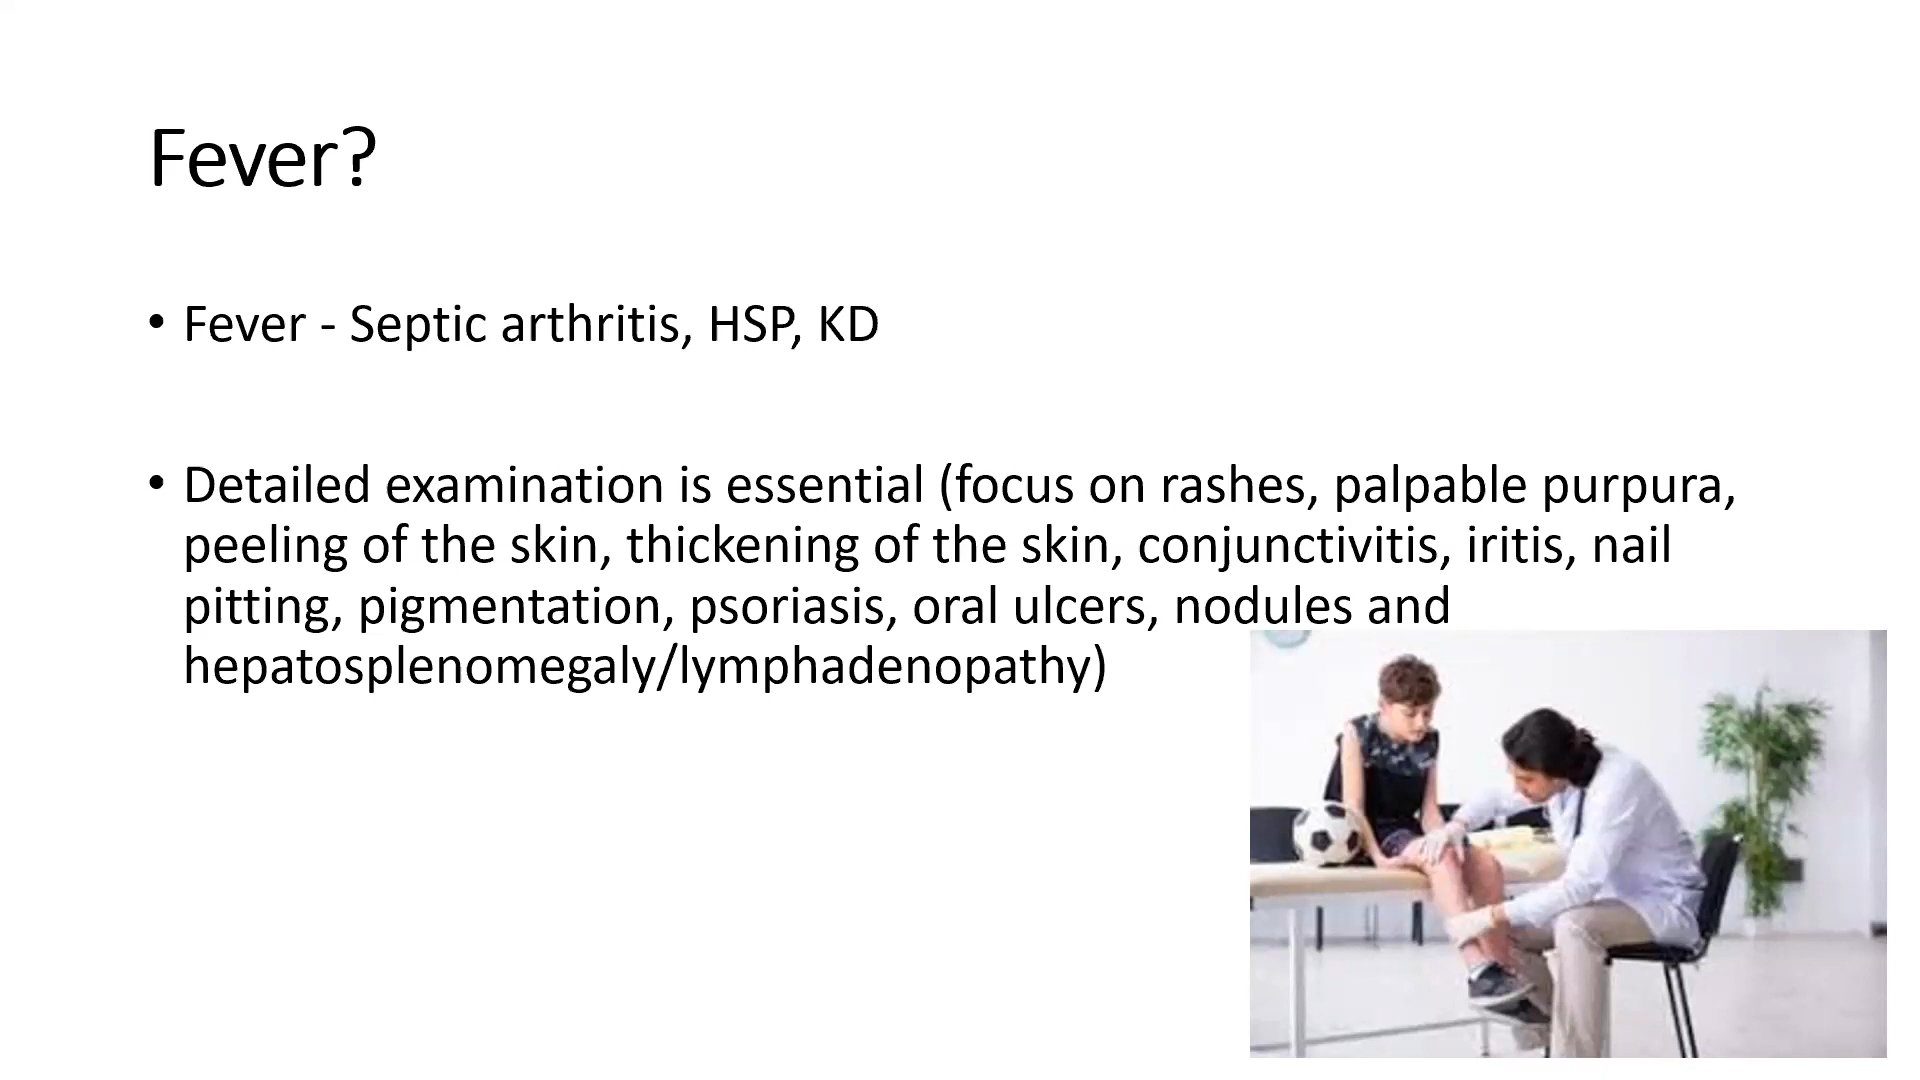 Fever?
• Fever - Septic arthritis, HSP, KD
• Detailed examination is essential (focus on rashes, palpable purpura,
peeling of the skin, thickening of the skin, conjunctivitis, iritis, nail
pitting, pigmentation, psoriasis, oral ulcers, nodules and
hepatosplenomegaly/lymphadenopathy)